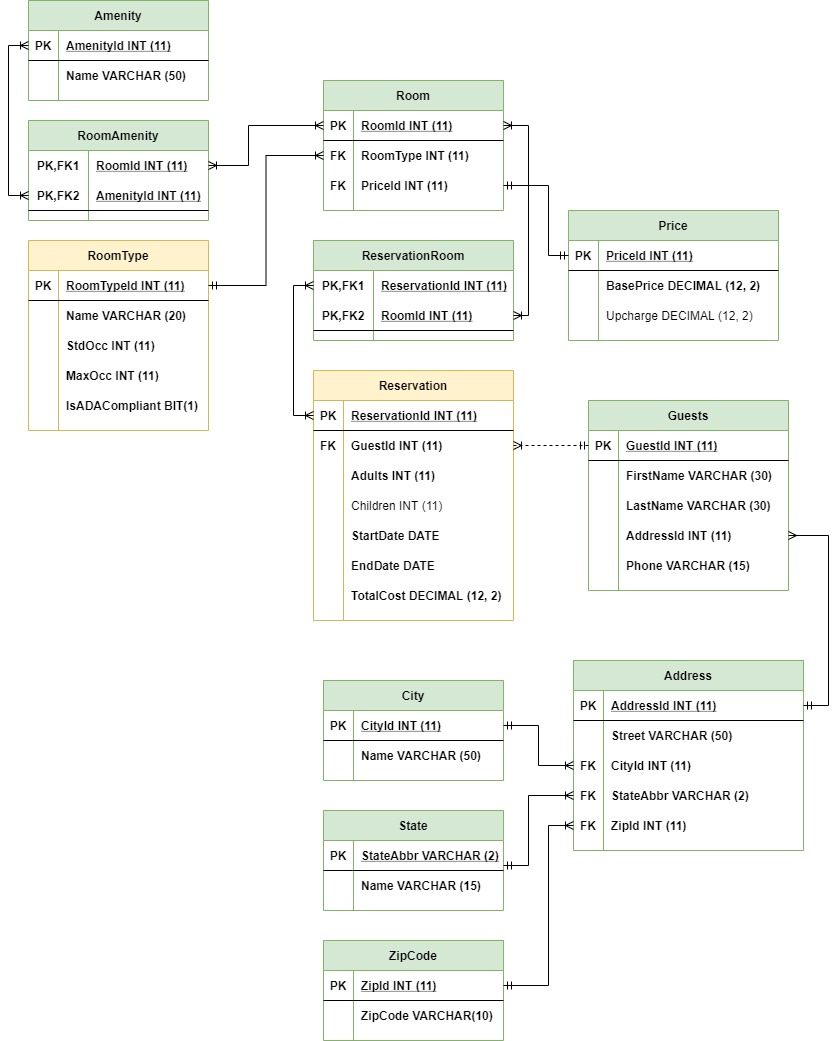 Amenity
PK AmenityId INT (11)
Name VARCHAR (50)
RoomAmenity
PK,FK1 RoomId INT (11)
PK,FK2 AmenityId INT (11)
RoomType
PK RoomTypeId INT (11)
Name VARCHAR (20)
StdOcc INT (11)
MaxOcc INT (11)
IsADACompliant BIT(1)
Room
PK RoomId INT (11)
FK RoomType INT (11)
FK PriceId INT (11)
Price
PK PriceId INT (11)
BasePrice DECIMAL (12, 2)
Upcharge DECIMAL (12, 2)
ReservationRoom
PK,FK1 ReservationId INT (11)
PK,FK2 RoomId INT (11)
Reservation
PK ReservationId INT (11)
FK GuestId INT (11)
Adults INT (11)
Children INT (11)
StartDate DATE
EndDate DATE
TotalCost DECIMAL (12, 2)
Guests
PK GuestId INT (11)
FirstName VARCHAR (30)
LastName VARCHAR (30)
AddressId INT (11)
Phone VARCHAR (15)
Address
PK AddressId INT (11)
Street VARCHAR (50)
FK CityId INT (11)
FK StateAbbr VARCHAR (2)
FK ZipId INT (11)
City
PK CityId INT (11)
Name VARCHAR (50)
State
PK StateAbbr VARCHAR (2)
Name VARCHAR (15)
ZipCode
PK ZipId INT (11)
ZipCode VARCHAR(10)